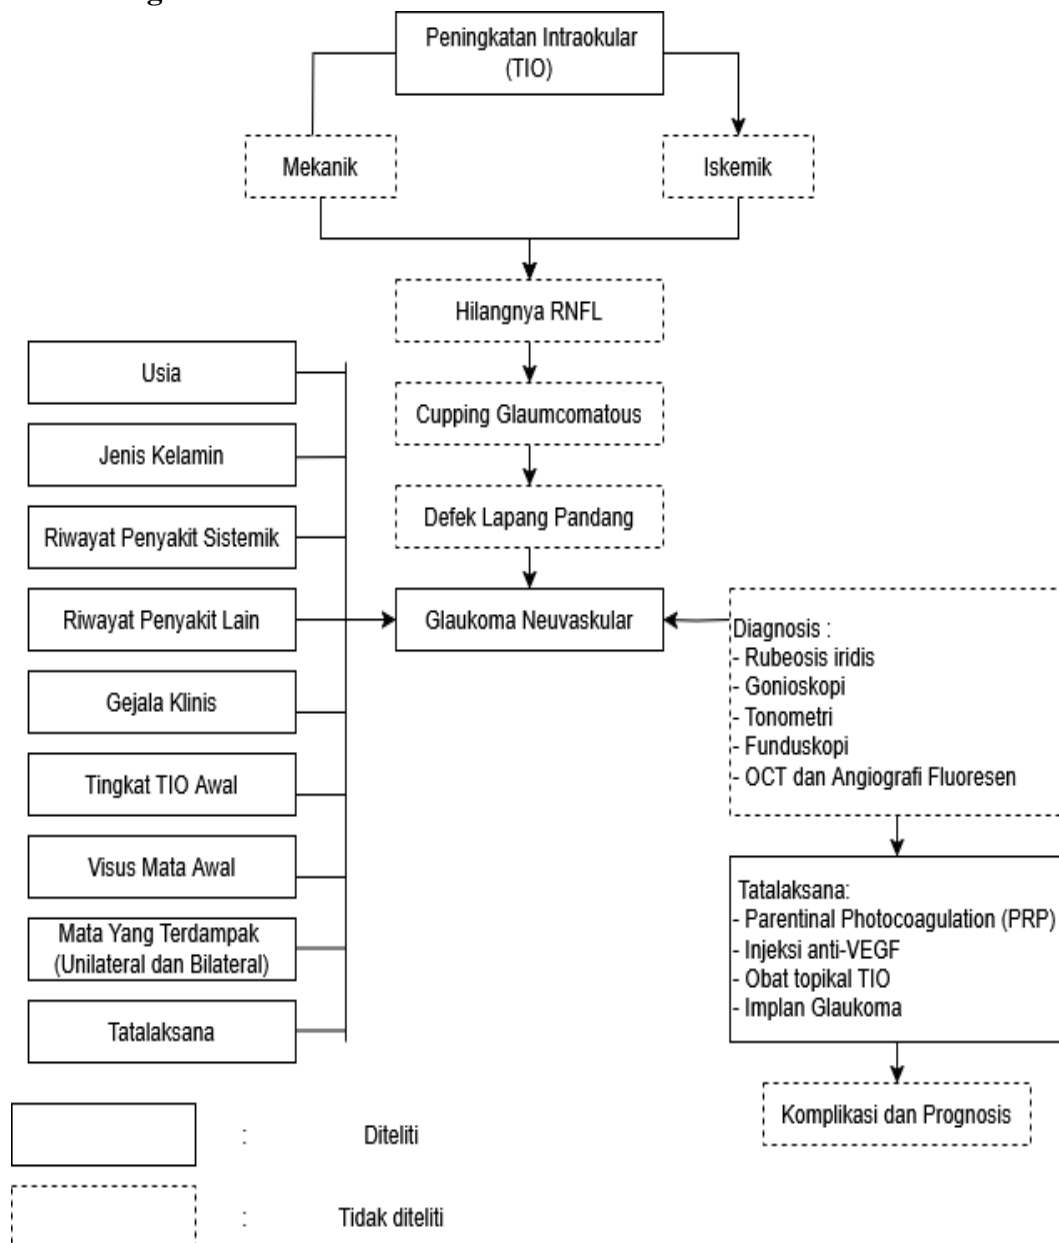 Peningkatan Intraokular
(TIO)
Mekanik
Iskemik
Hilangnya RNFL
Cupping Glaumcomatous
Defek Lapang Pandang
Glaukoma Neuvaskular
Usia
Jenis Kelamin
Riwayat Penyakit Sistemik
Riwayat Penyakit Lain
Gejala Klinis
Tingkat TIO Awal
Visus Mata Awal
Mata Yang Terdampak
(Unilateral dan Bilateral)
Tatalaksana
Diagnosis :
- Rubeosis iridis
- Gonioskopi
- Tonometri
- Funduskopi
- OCT dan Angiografi Fluoresen
Tatalaksana:
- Parentinal Photocoagulation (PRP)
- Injeksi anti-VEGF
- Obat topikal TIO
- Implan Glaukoma
Komplikasi dan Prognosis
: Diteliti
: Tidak diteliti